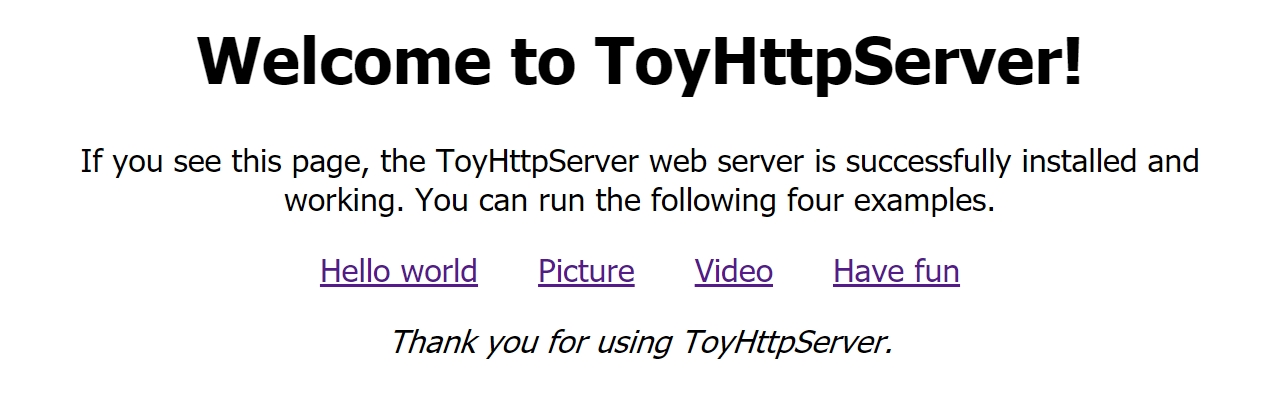 Welcome to ToyHttpServer!
If you see this page, the ToyHttpServer web server is successfully installed and
working. You can run the following four examples.
Hello world Picture Video Have fun
Thank you for using ToyHttpServer.